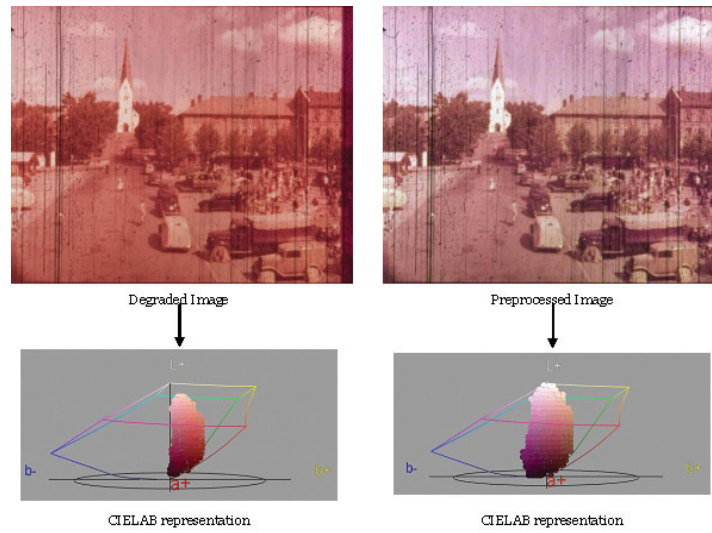 Degraded Image
Preprocessed Image
L+
b-
b+
a+
L+
b-
b+
a+
CIELAB representation
CIELAB representation